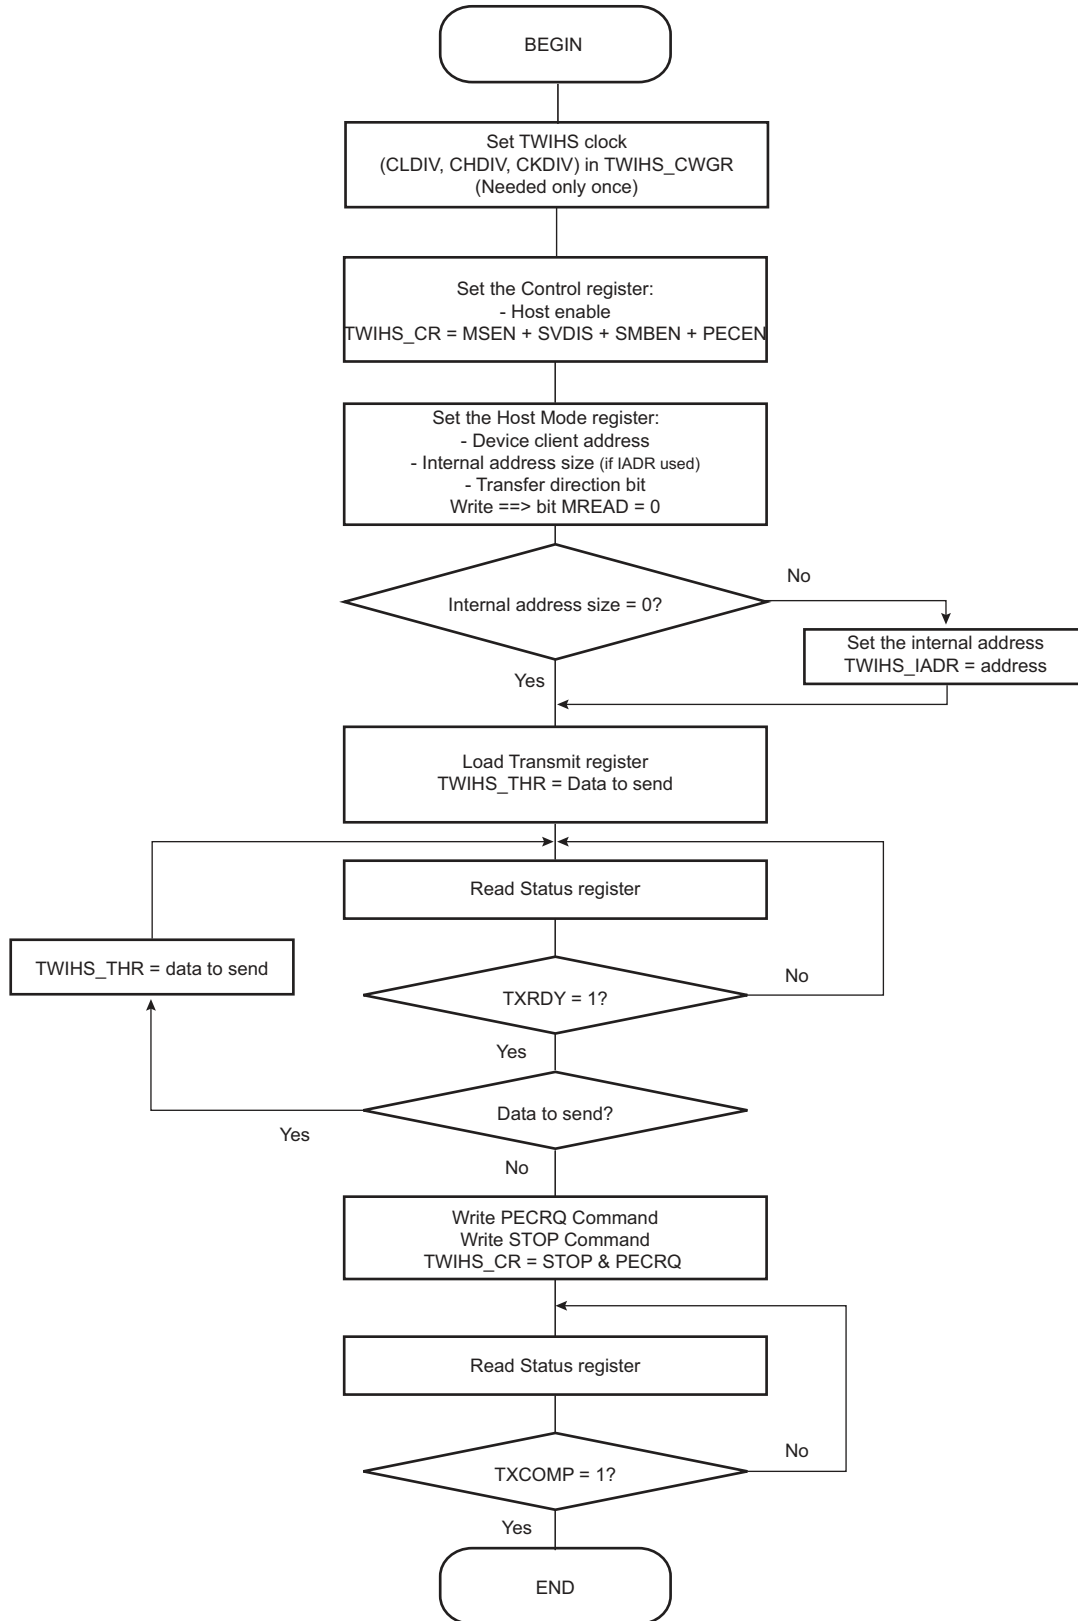 BEGIN
Set TWIHS clock
(CLDIV, CHDIV, CKDIV) in TWIHS_CWGR
(Needed only once)
Set the Control register:
- Host enable
TWIHS_CR = MSEN + SVDIS + SMBEN + PECEN
Set the Host Mode register:
- Device client address
- Internal address size (if IADR used)
- Transfer direction bit
Write ==> bit MREAD = 0
Internal address size = 0?
No
Set the internal address
TWIHS_IADR = address
Yes
Load Transmit register
TWIHS_THR = Data to send
Read Status register
TWIHS_THR = data to send
TXRDY = 1?
No
Yes
Data to send?
Yes
No
Write PECRQ Command
Write STOP Command
TWIHS_CR = STOP & PECRQ
Read Status register
TXCOMP = 1?
No
Yes
END